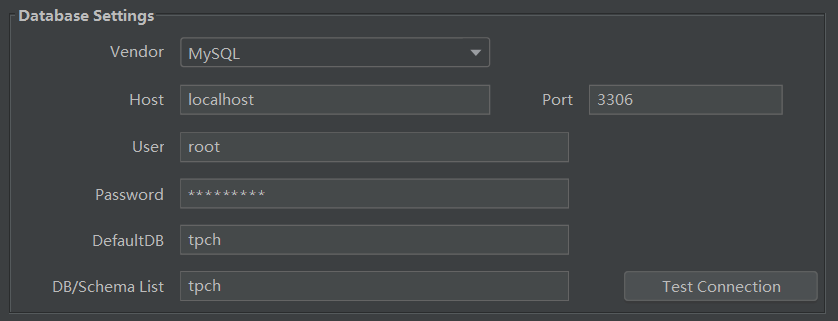 Database Settings
Vendor MySQL
Host localhost Port 3306
User root
Password *********
DefaultDB tpch
DB/Schema List tpch Test Connection